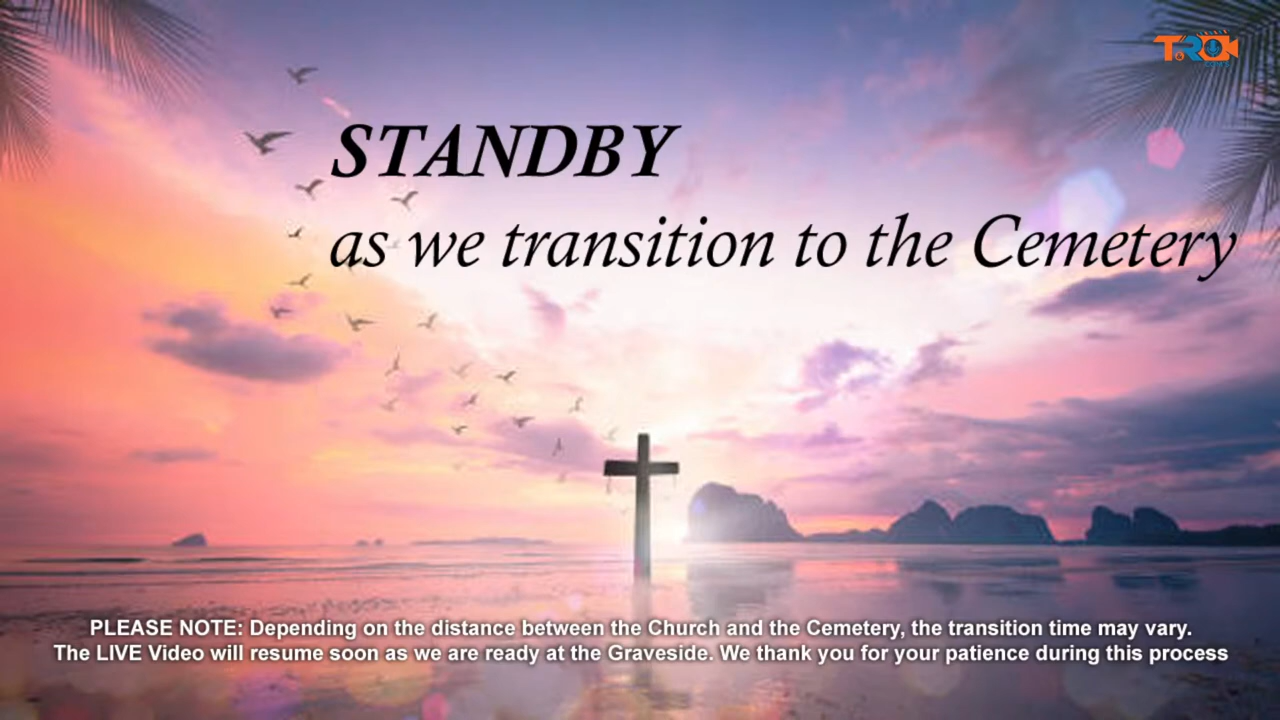 TRO
STANDBY
as we transition to the Cemetery
PLEASE NOTE: Depending on the distance between the Church and the Cemetery, the transition time may vary.
The LIVE Video will resume soon as we are ready at the Graveside. We thank you for your patience during this process